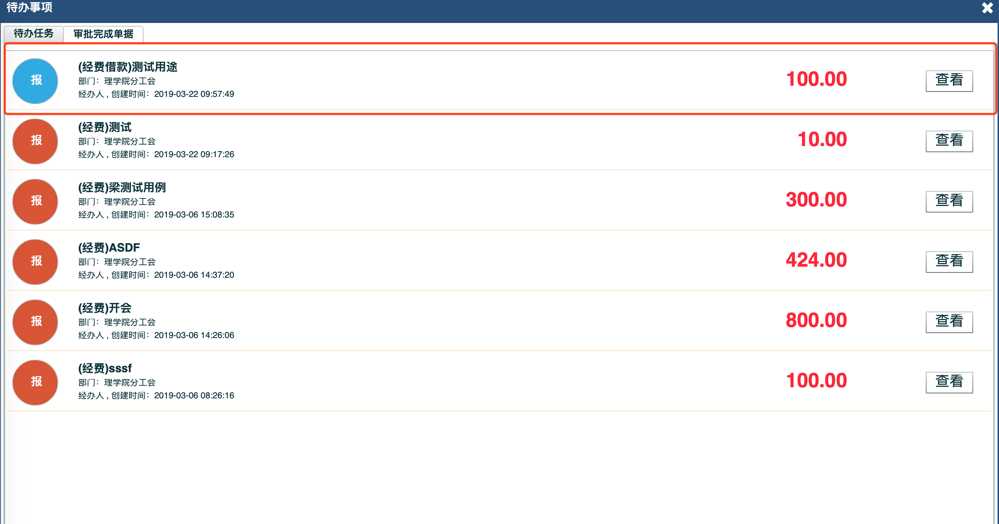 待办事项
待办任务 审批完成单据
报
(经费借款)测试用途
部门：理学院分工会
经办人 , 创建时间：2019-03-22 09:57:49
100.00
查看
报
(经费)测试
部门：理学院分工会
经办人 , 创建时间：2019-03-22 09:17:26
10.00
查看
报
(经费)梁测试用例
部门：理学院分工会
经办人 , 创建时间：2019-03-06 15:08:35
300.00
查看
报
(经费)ASDF
部门：理学院分工会
经办人 , 创建时间：2019-03-06 14:37:20
424.00
查看
报
(经费)开会
部门：理学院分工会
经办人 , 创建时间：2019-03-06 14:26:06
800.00
查看
报
(经费)sssf
部门：理学院分工会
经办人 , 创建时间：2019-03-06 08:26:16
100.00
查看